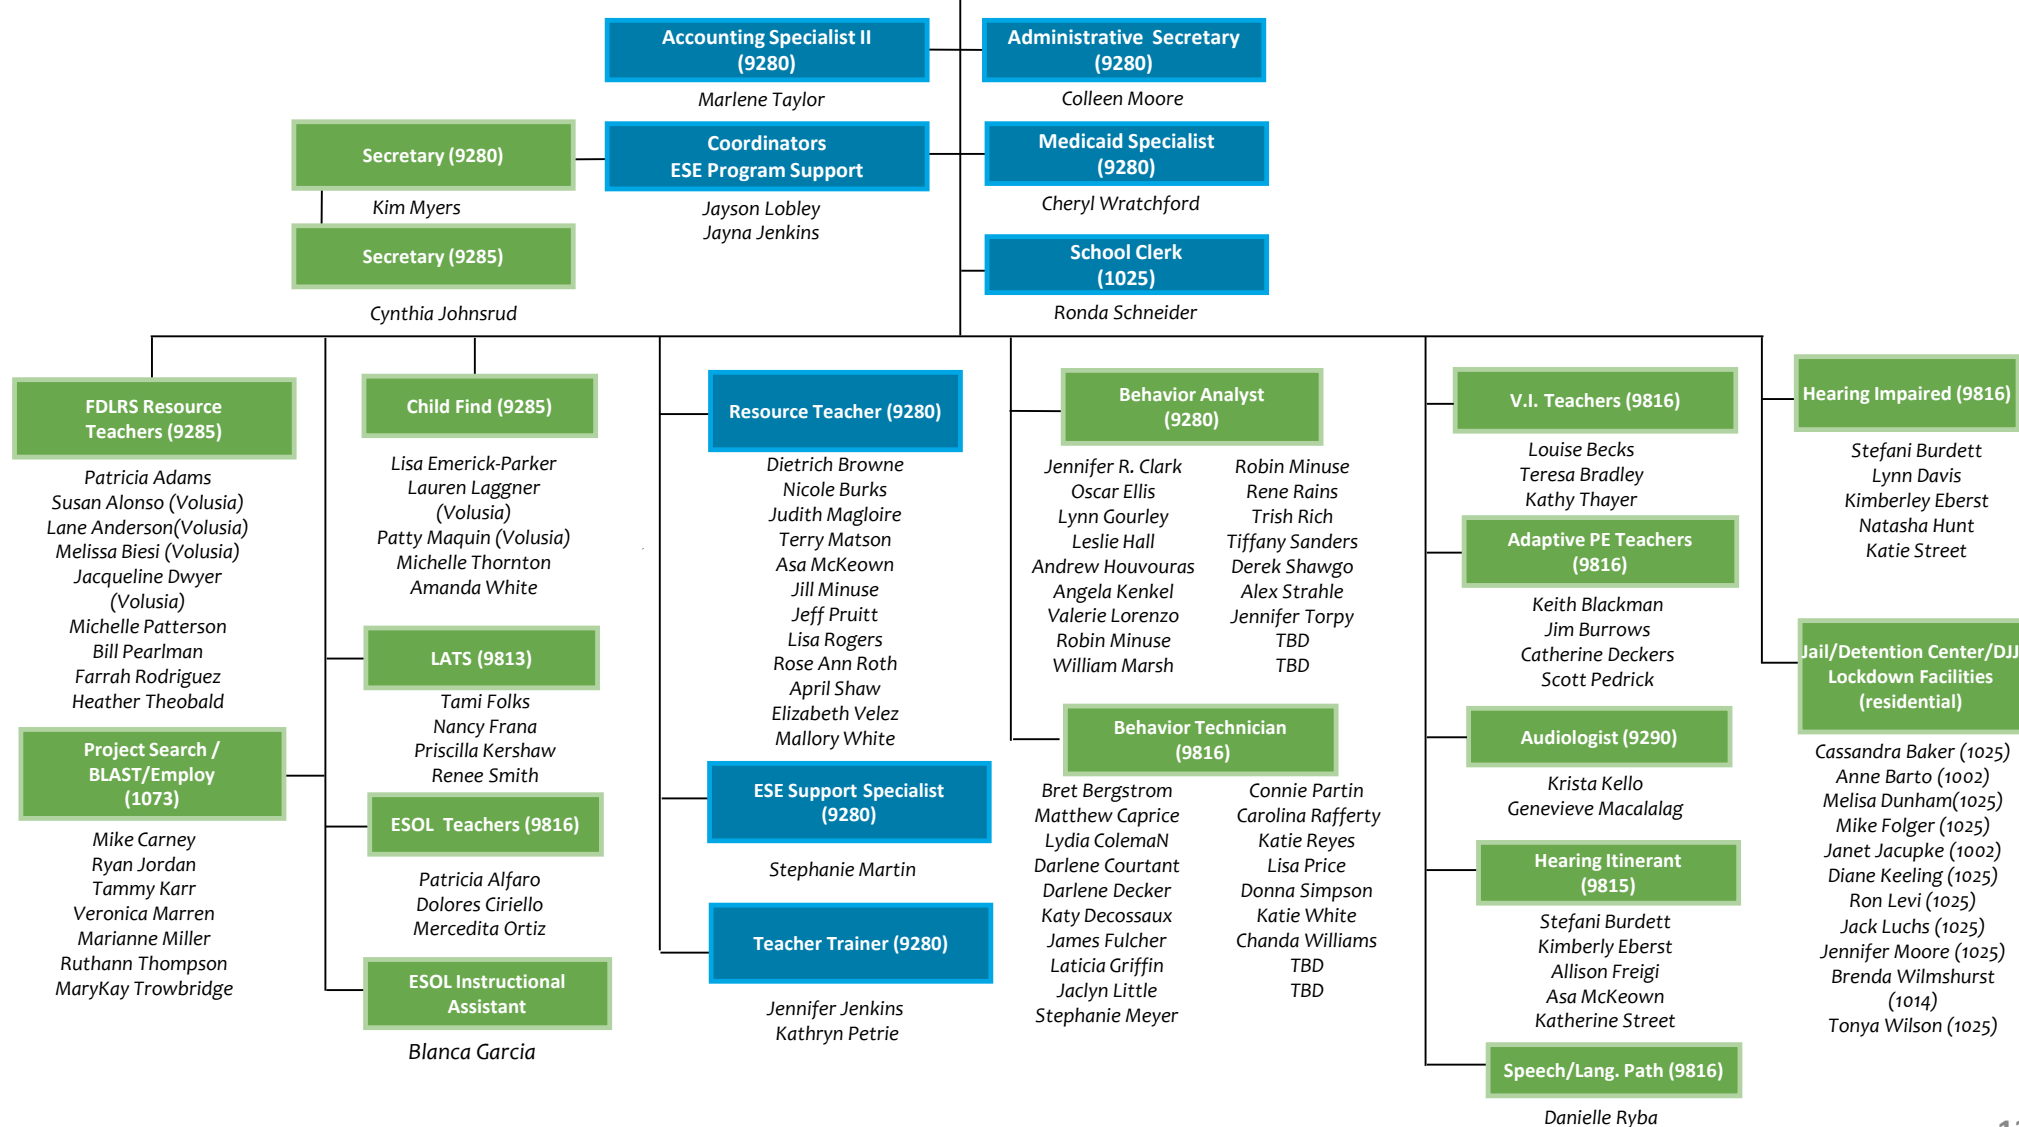 Accounting Specialist II
(9280)
Marlene Taylor
Administrative Secretary
(9280)
Colleen Moore
Secretary (9280)
Kim Myers
Secretary (9285)
Cynthia Johnsrud
Coordinators
ESE Program Support
Jayson Lobley
Jayna Jenkins
Medicaid Specialist
(9280)
Cheryl Wratchford
School Clerk
(1025)
Ronda Schneider
FDLRS Resource
Teachers (9285)
Patricia Adams
Susan Alonso (Volusia)
Lane Anderson(Volusia)
Melissa Biesi (Volusia)
Jacqueline Dwyer
(Volusia)
Michelle Patterson
Bill Pearlman
Farrah Rodriguez
Heather Theobald
Project Search /
BLAST/Employ
(1073)
Mike Carney
Ryan Jordan
Tammy Karr
Veronica Marren
Marianne Miller
Ruthann Thompson
MaryKay Trowbridge
Child Find (9285)
Lisa Emerick-Parker
Lauren Laggner
(Volusia)
Patty Maquin (Volusia)
Michelle Thornton
Amanda White
LATS (9813)
Tami Folks
Nancy Frana
Priscilla Kershaw
Renee Smith
ESOL Teachers (9816)
Patricia Alfaro
Dolores Ciriello
Mercedita Ortiz
ESOL Instructional
Assistant
Blanca Garcia
Resource Teacher (9280)
Dietrich Browne
Nicole Burks
Judith Magloire
Terry Matson
Asa McKeown
Jill Minuse
Jeff Pruitt
Lisa Rogers
Rose Ann Roth
April Shaw
Elizabeth Velez
Mallory White
ESE Support Specialist
(9280)
Stephanie Martin
Teacher Trainer (9280)
Jennifer Jenkins
Kathryn Petrie
Behavior Analyst
(9280)
Jennifer R. Clark
Oscar Ellis
Lynn Gourley
Leslie Hall
Andrew Houvouras
Angela Kenkel
Valerie Lorenzo
Robin Minuse
William Marsh
Robin Minuse
Rene Rains
Trish Rich
Tiffany Sanders
Derek Shawgo
Alex Strahle
Jennifer Torpy
TBD
TBD
Behavior Technician
(9816)
Bret Bergstrom
Matthew Caprice
Lydia ColemaN
Darlene Courtant
Darlene Decker
Katy Decossaux
James Fulcher
Laticia Griffin
Jaclyn Little
Stephanie Meyer
Connie Partin
Carolina Rafferty
Katie Reyes
Lisa Price
Donna Simpson
Katie White
Chanda Williams
TBD
TBD
V.I. Teachers (9816)
Louise Becks
Teresa Bradley
Kathy Thayer
Adaptive PE Teachers
(9816)
Keith Blackman
Jim Burrows
Catherine Deckers
Scott Pedrick
Audiologist (9290)
Krista Kello
Genevieve Macalalag
Hearing Itinerant
(9815)
Stefani Burdett
Kimberly Eberst
Allison Freigi
Asa McKeown
Katherine Street
Speech/Lang. Path (9816)
Danielle Ryba
Hearing Impaired (9816)
Stefani Burdett
Lynn Davis
Kimberley Eberst
Natasha Hunt
Katie Street
Jail/Detention Center/DJJ
Lockdown Facilities
(residential)
Cassandra Baker (1025)
Anne Barto (1002)
Melisa Dunham(1025)
Mike Folger (1025)
Janet Jacupke (1002)
Diane Keeling (1025)
Ron Levi (1025)
Jack Luchs (1025)
Jennifer Moore (1025)
Brenda Wilmshurst
(1014)
Tonya Wilson (1025)